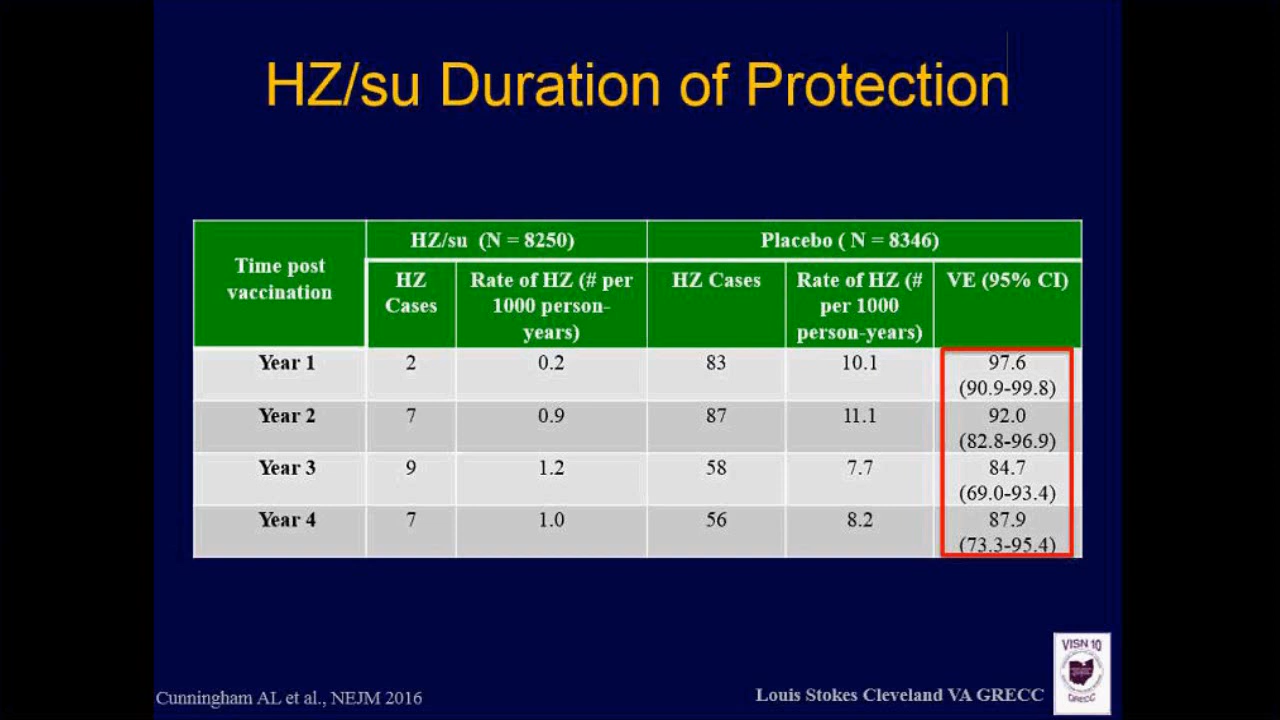 HZ/su Duration of Protection
Time post
vaccination
HZ/su (N = 8250)
Placebo ( N = 8346)
HZ
Cases
Rate of HZ (# per
1000 person-
years)
HZ Cases
Rate of HZ (#
per 1000
person-years)
VE (95% CI)
Year 1 2 0.2 83 10.1 97.6
(90.9-99.8)
Year 2 7 0.9 87 11.1 92.0
(82.8-96.9)
Year 3 9 1.2 58 7.7 84.7
(69.0-93.4)
Year 4 7 1.0 56 8.2 87.9
(73.3-95.4)
VISN 10
GRECC
Cunningham AL et al., NEJM 2016
Louis Stokes Cleveland VA GRECC